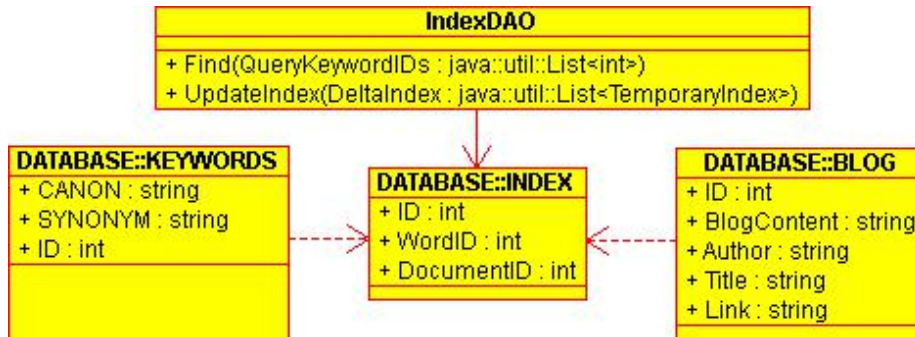 IndexDAO
+ Find(QueryKeywordIDs : java::util::List<int>)
+ UpdateIndex(DeltaIndex : java::util::List<TemporaryIndex>)
DATABASE::KEYWORDS
+ CANON : string
+ SYNONYM : string
+ ID : int
DATABASE::INDEX
+ ID : int
+ WordID : int
+ DocumentID : int
DATABASE::BLOG
+ ID : int
+ BlogContent : string
+ Author : string
+ Title : string
+ Link : string